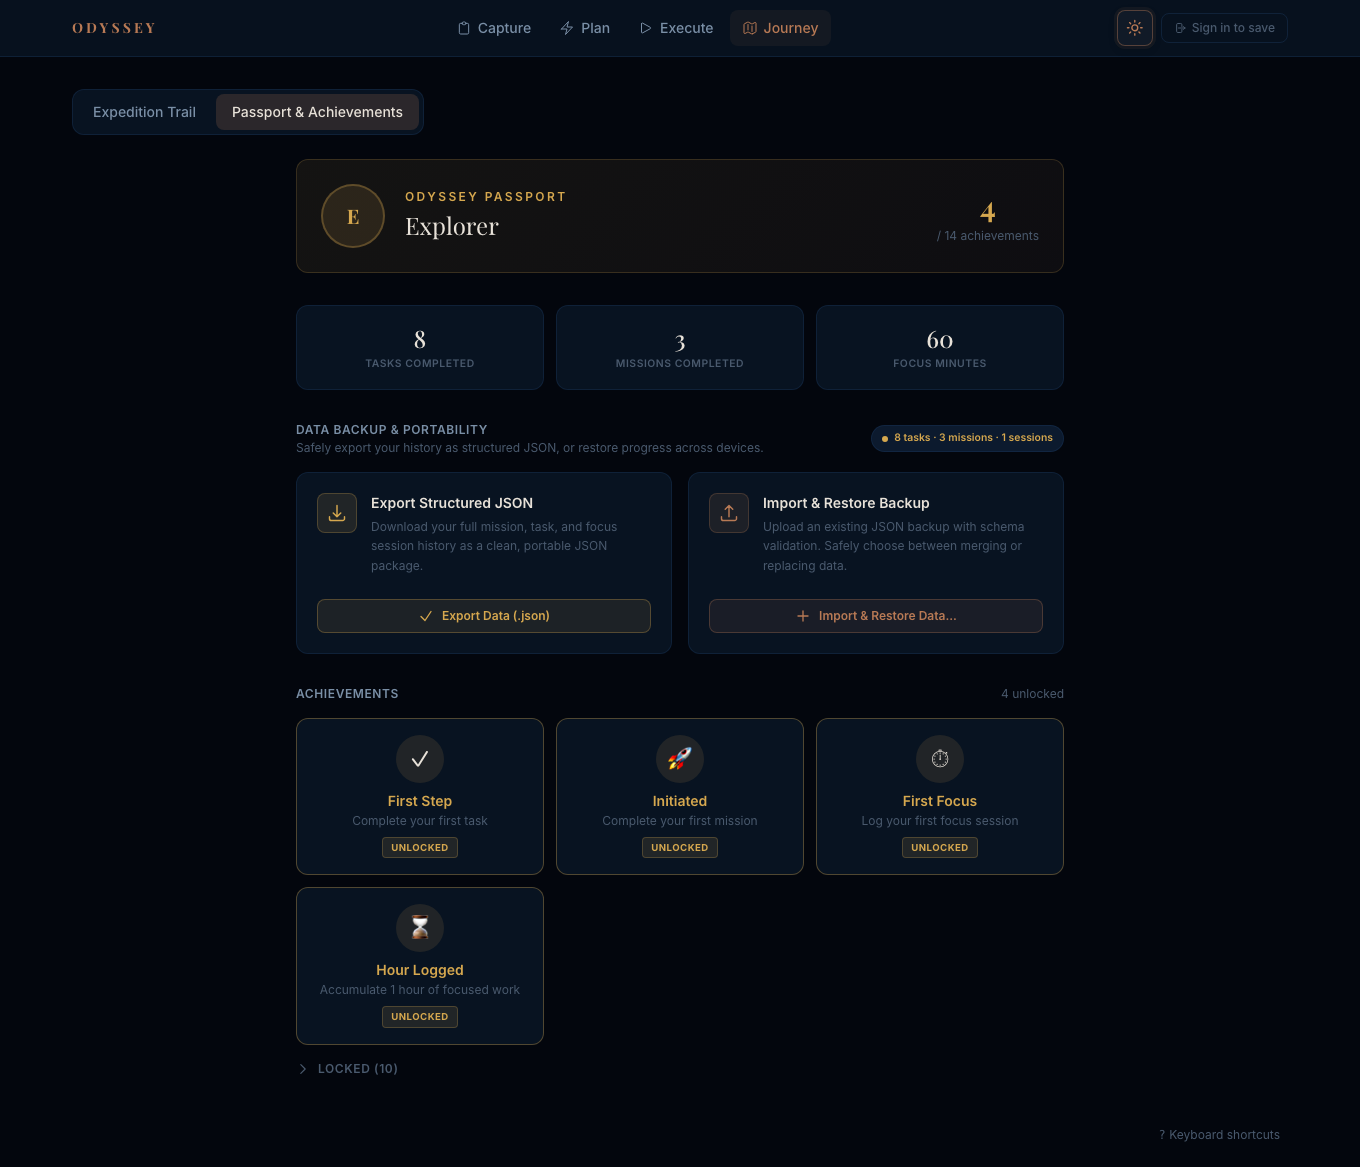 ODYSSEY
Capture
Plan
Execute
Journey
Sign in to save
Expedition Trail
Passport & Achievements
E
ODYSSEY PASSPORT
Explorer
4
/ 14 achievements
8
TASKS COMPLETED
3
MISSIONS COMPLETED
60
FOCUS MINUTES
DATA BACKUP & PORTABILITY
Safely export your history as structured JSON, or restore progress across devices.
8 tasks · 3 missions · 1 sessions
Export Structured JSON
Download your full mission, task, and focus
session history as a clean, portable JSON
package.
Export Data (.json)
Import & Restore Backup
Upload an existing JSON backup with schema
validation. Safely choose between merging or
replacing data.
Import & Restore Data...
ACHIEVEMENTS
4 unlocked
First Step
Complete your first task
UNLOCKED
Initiated
Complete your first mission
UNLOCKED
First Focus
Log your first focus session
UNLOCKED
Hour Logged
Accumulate 1 hour of focused work
UNLOCKED
LOCKED (10)
? Keyboard shortcuts